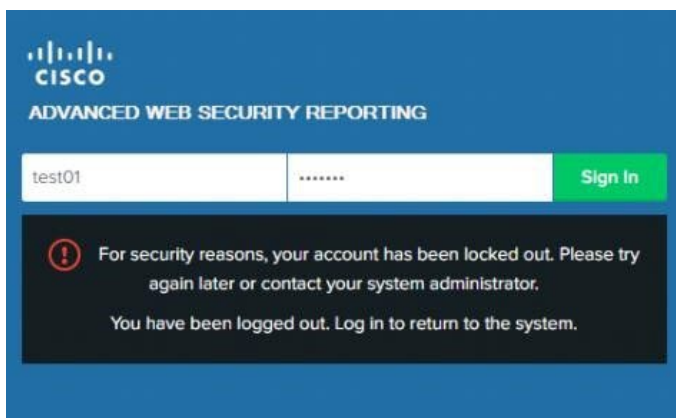 CISCO
ADVANCED WEB SECURITY REPORTING
test01 ••••••• Sign In
For security reasons, your account has been locked out. Please try
again later or contact your system administrator.
You have been logged out. Log in to return to the system.